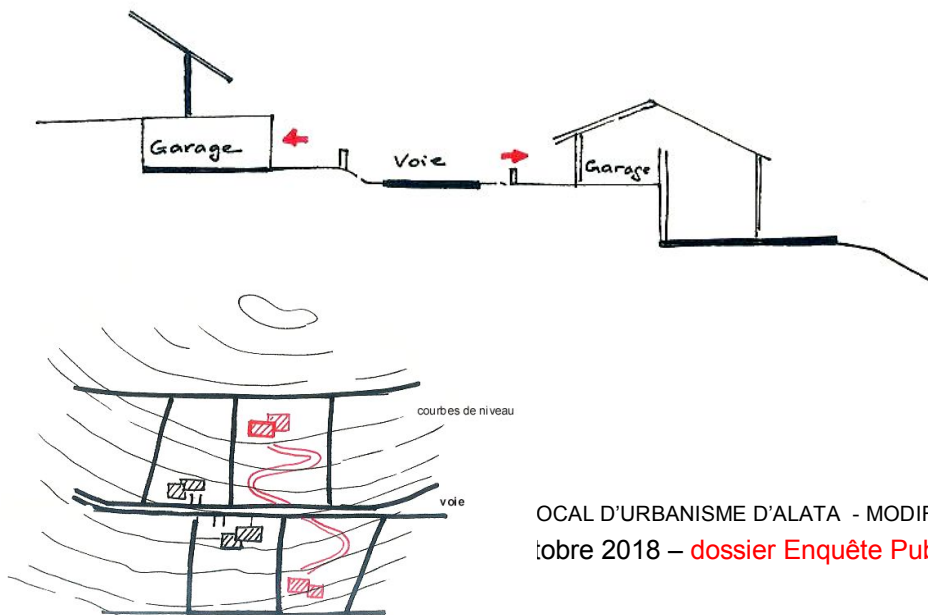 Garage
Voie
Garage
courbes de niveau
voie
OCAL D'URBANISME D'ALATA - MODIF
tobre 2018 – dossier Enquête Pub